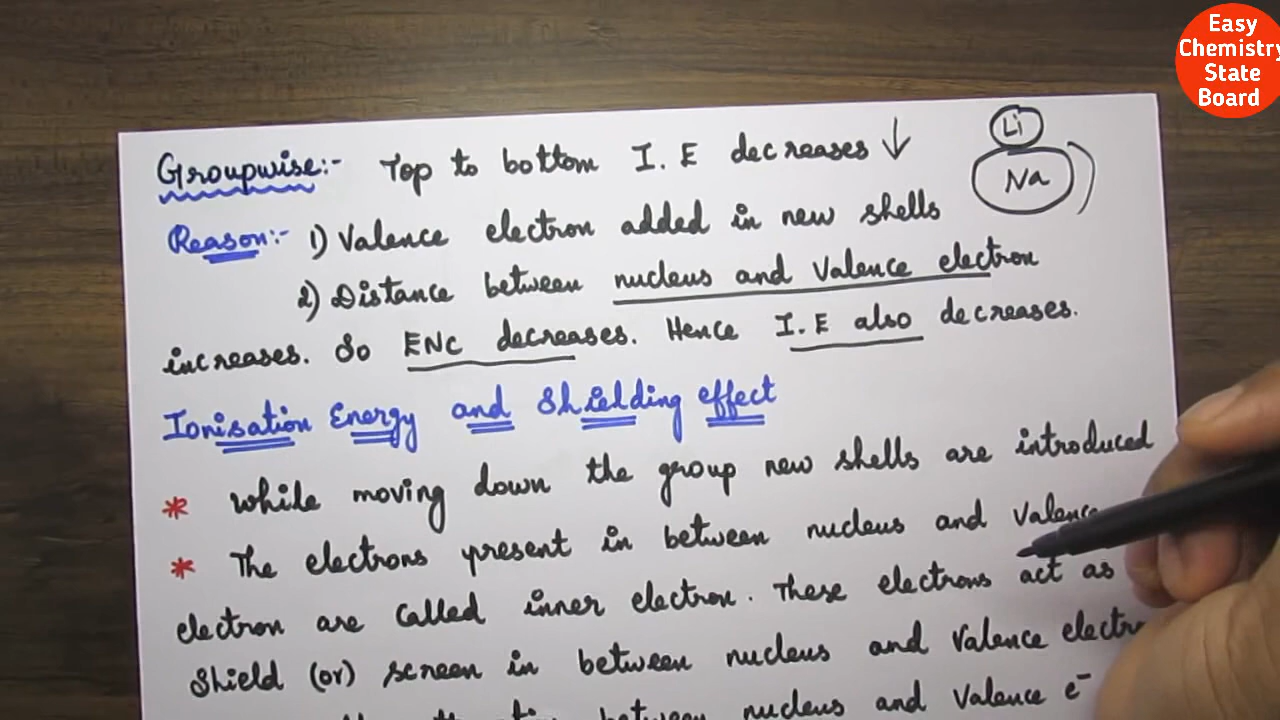 Easy
Chemistry
State
Board
Groupwise:- Top to bottom I.E decreases ↓
Li
Na
Reason:- 1) Valence electron added in new shells
2) Distance between nucleus and Valence electron
increases. So ENC decreases. Hence I.E also decreases.
Ionisation Energy and Shielding effect
* While moving down the group new shells are introduced
* The electrons present in between nucleus and Valence
electron are called inner electron. These electrons act as
Shield (or) screen in between nucleus and Valence electro
between nucleus and Valence e⁻